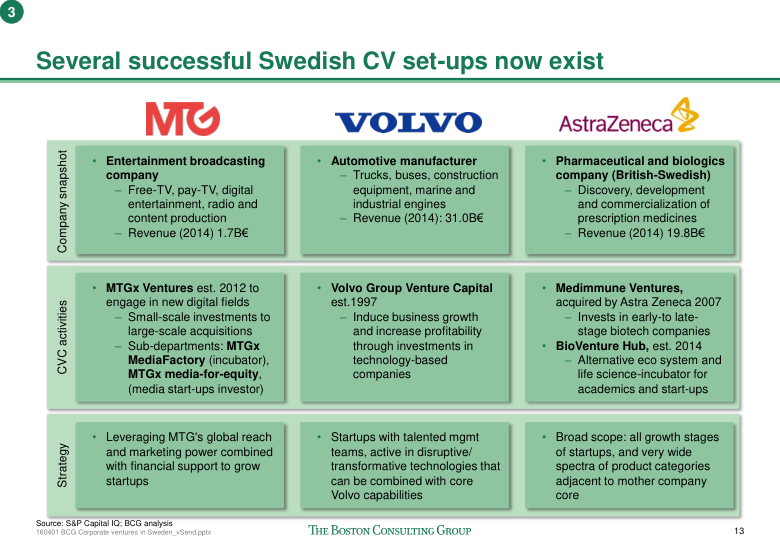 3
Several successful Swedish CV set-ups now exist
MTG
VOLVO
AstraZeneca
Company snapshot
• Entertainment broadcasting
company
– Free-TV, pay-TV, digital
entertainment, radio and
content production
– Revenue (2014) 1.7B€
• Automotive manufacturer
– Trucks, buses, construction
equipment, marine and
industrial engines
– Revenue (2014): 31.0B€
• Pharmaceutical and biologics
company (British-Swedish)
– Discovery, development
and commercialization of
prescription medicines
– Revenue (2014) 19.8B€
CVC activities
• MTGx Ventures est. 2012 to
engage in new digital fields
– Small-scale investments to
large-scale acquisitions
– Sub-departments: MTGx
MediaFactory (incubator),
MTGx media-for-equity,
(media start-ups investor)
• Volvo Group Venture Capital
est.1997
– Induce business growth
and increase profitability
through investments in
technology-based
companies
• Medimmune Ventures,
acquired by Astra Zeneca 2007
– Invests in early-to late-
stage biotech companies
• BioVenture Hub, est. 2014
– Alternative eco system and
life science-incubator for
academics and start-ups
Strategy
• Leveraging MTG's global reach
and marketing power combined
with financial support to grow
startups
• Startups with talented mgmt
teams, active in disruptive/
transformative technologies that
can be combined with core
Volvo capabilities
• Broad scope: all growth stages
of startups, and very wide
spectra of product categories
adjacent to mother company
core
Source: S&P Capital IQ; BCG analysis
160401 BCG Corporate ventures in Sweden_vSend.pptx
THE BOSTON CONSULTING GROUP
13